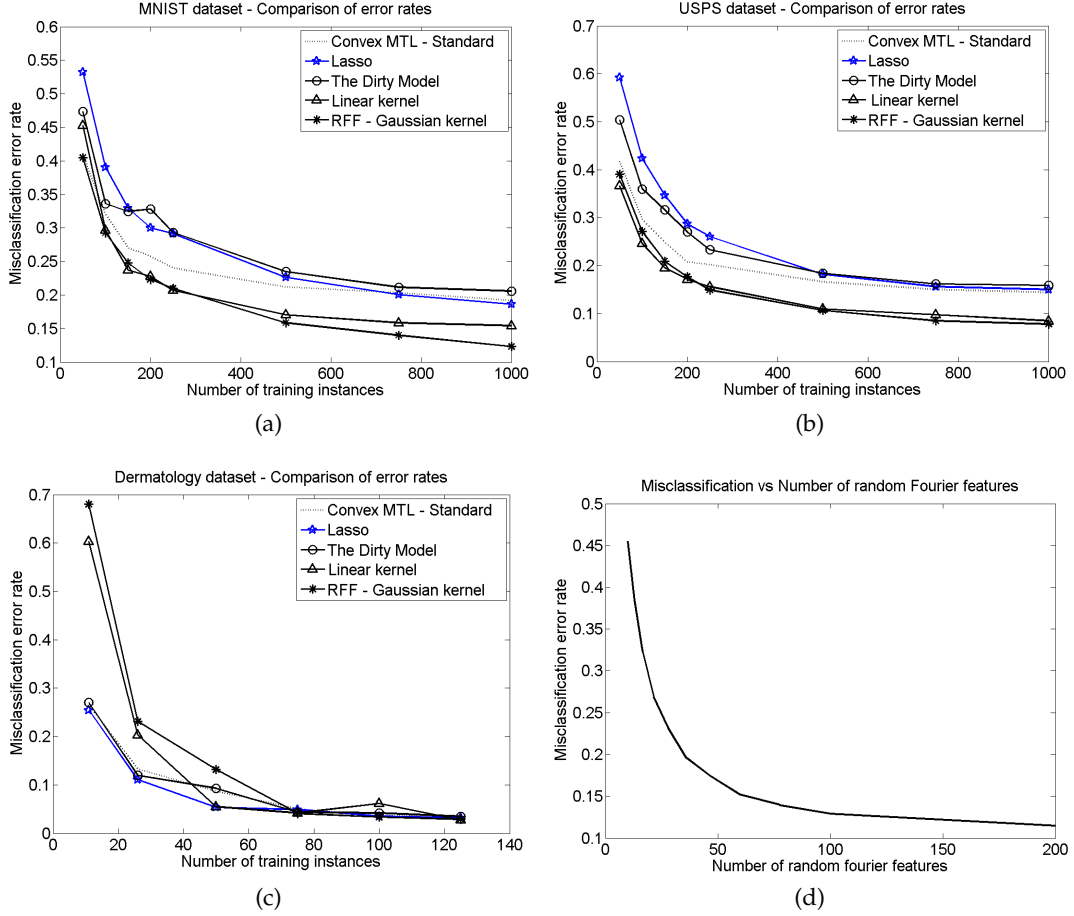 MNIST dataset - Comparison of error rates
0.6
0.55
0.5
0.45
0.4
0.35
0.3
0.25
0.2
0.15
0.1
Misclassification error rate
Convex MTL - Standard
Lasso
The Dirty Model
Linear kernel
RFF - Gaussian kernel
0 200 400 600 800 1000
Number of training instances
(a)
USPS dataset - Comparison of error rates
0.7
0.6
0.5
0.4
0.3
0.2
0.1
0
Misclassification error rate
Convex MTL - Standard
Lasso
The Dirty Model
Linear kernel
RFF - Gaussian kernel
0 200 400 600 800 1000
Number of training instances
(b)
Dermatology dataset - Comparison of error rates
0.7
0.6
0.5
0.4
0.3
0.2
0.1
0
Misclassification error rate
Convex MTL - Standard
Lasso
The Dirty Model
Linear kernel
RFF - Gaussian kernel
0 20 40 60 80 100 120 140
Number of training instances
(c)
Misclassification vs Number of random Fourier features
0.5
0.45
0.4
0.35
0.3
0.25
0.2
0.15
0.1
Misclassification error rate
0 50 100 150 200
Number of random fourier features
(d)